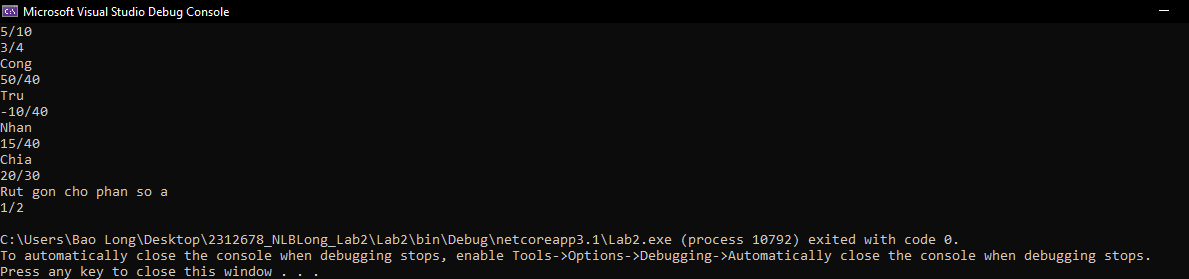 Microsoft Visual Studio Debug Console
5/10
3/4
Cong
50/40
Tru
-10/40
Nhan
15/40
Chia
20/30
Rut gon cho phan so a
1/2
C:\Users\Bao Long\Desktop\2312678_NLBLong_Lab2\Lab2\bin\Debug\netcoreapp3.1\Lab2.exe (process 10792) exited with code 0.
To automatically close the console when debugging stops, enable Tools->Options->Debugging->Automatically close the console when debugging stops.
Press any key to close this window . . .